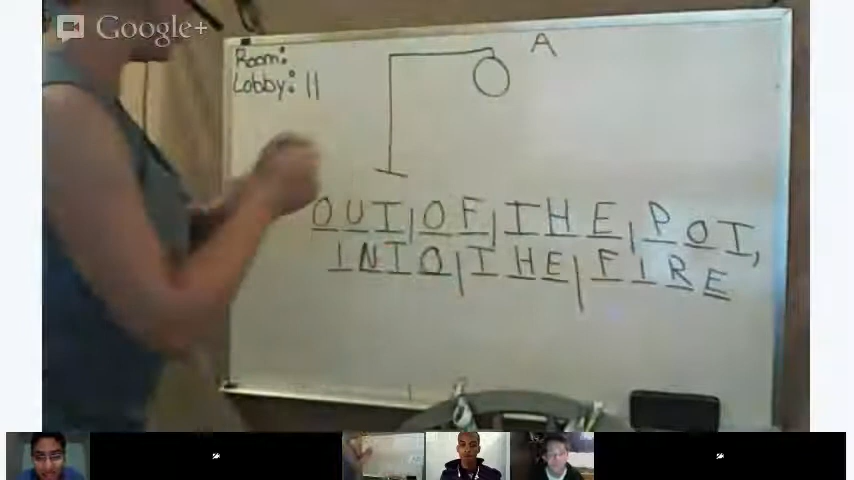 Google+
Room:
Lobby: 11
A
OUT|OF|THE|POT,
INTO|THE|FIRE